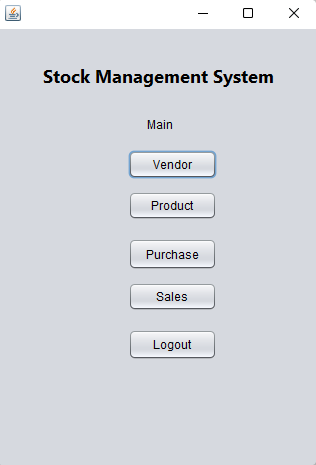 Stock Management System
Main
Vendor
Product
Purchase
Sales
Logout